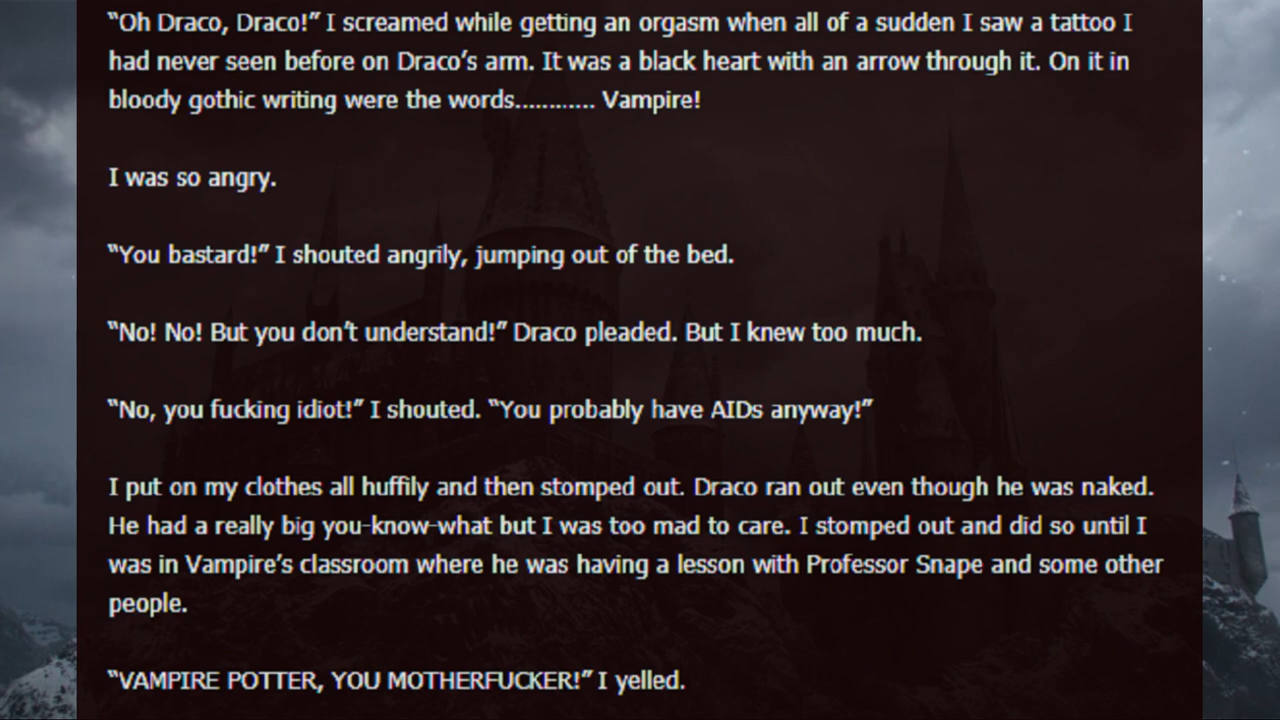 “Oh Draco, Draco!” I screamed while getting an orgasm when all of a sudden I saw a tattoo I
had never seen before on Draco’s arm. It was a black heart with an arrow through it. On it in
bloody gothic writing were the words............ Vampire!
I was so angry.
“You bastard!” I shouted angrily, jumping out of the bed.
“No! No! But you don’t understand!” Draco pleaded. But I knew too much.
“No, you fucking idiot!” I shouted. “You probably have AIDs anyway!”
I put on my clothes all huffily and then stomped out. Draco ran out even though he was naked.
He had a really big you-know-what but I was too mad to care. I stomped out and did so until I
was in Vampire’s classroom where he was having a lesson with Professor Snape and some other
people.
“VAMPIRE POTTER, YOU MOTHERFUCKER!” I yelled.